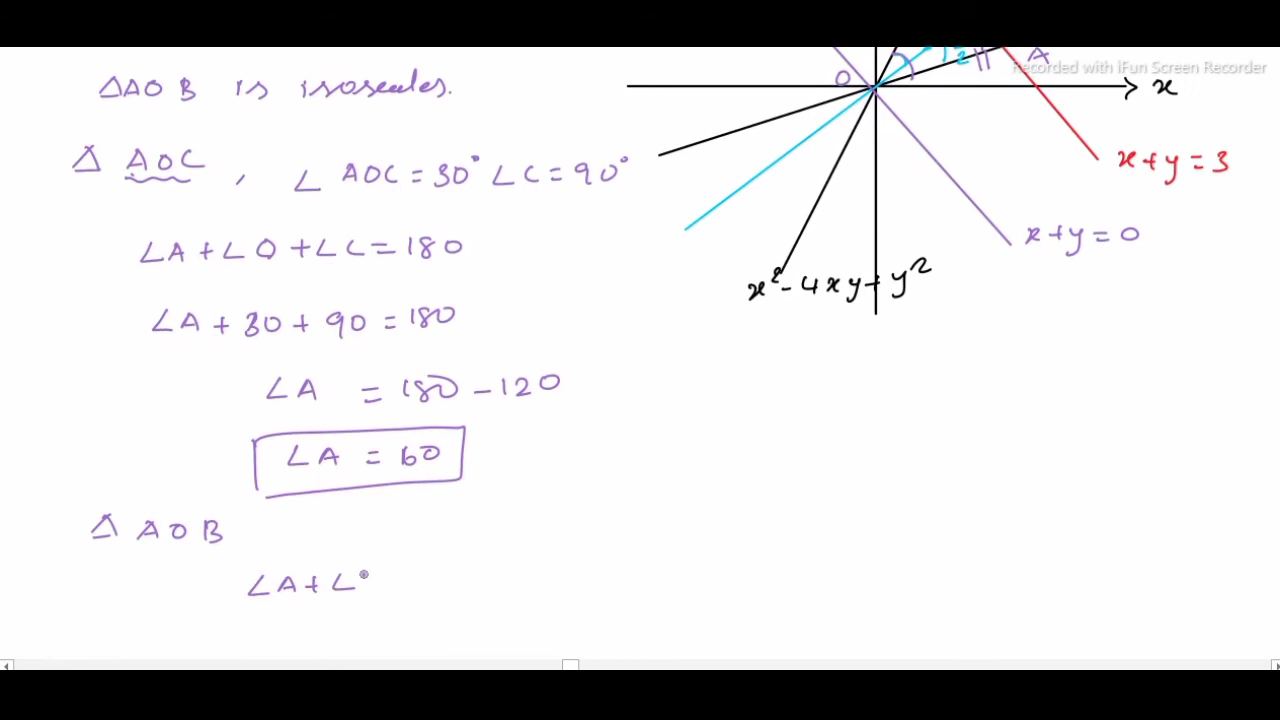 △AOB is isosceles.
△ AOC , ∠ AOC = 30° ∠C = 90°
∠A + ∠O + ∠C = 180
∠A + 30 + 90 = 180
∠A = 180 - 120
∠A = 60
△ AOB
∠A + ∠
O
A
Recorded with iFun Screen Recorder
x
x + y = 3
x + y = 0
x² - 4xy + y²